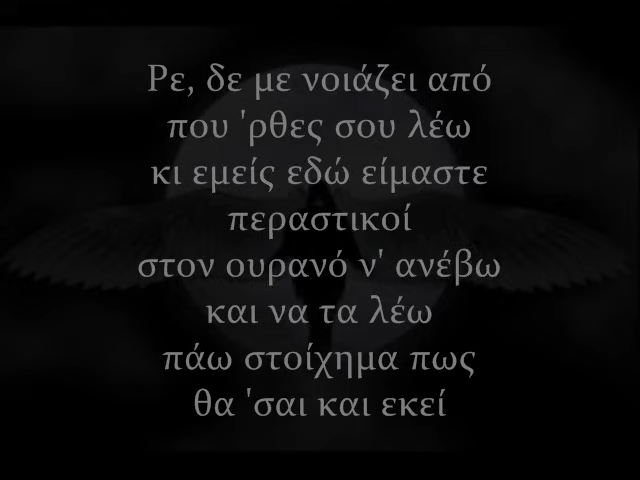 Ρε, δε με νοιάζει από
που 'ρθες σου λέω
κι εμείς εδώ είμαστε
περαστικοί
στον ουρανό ν' ανέβω
και να τα λέω
πάω στοίχημα πως
θα 'σαι και εκεί